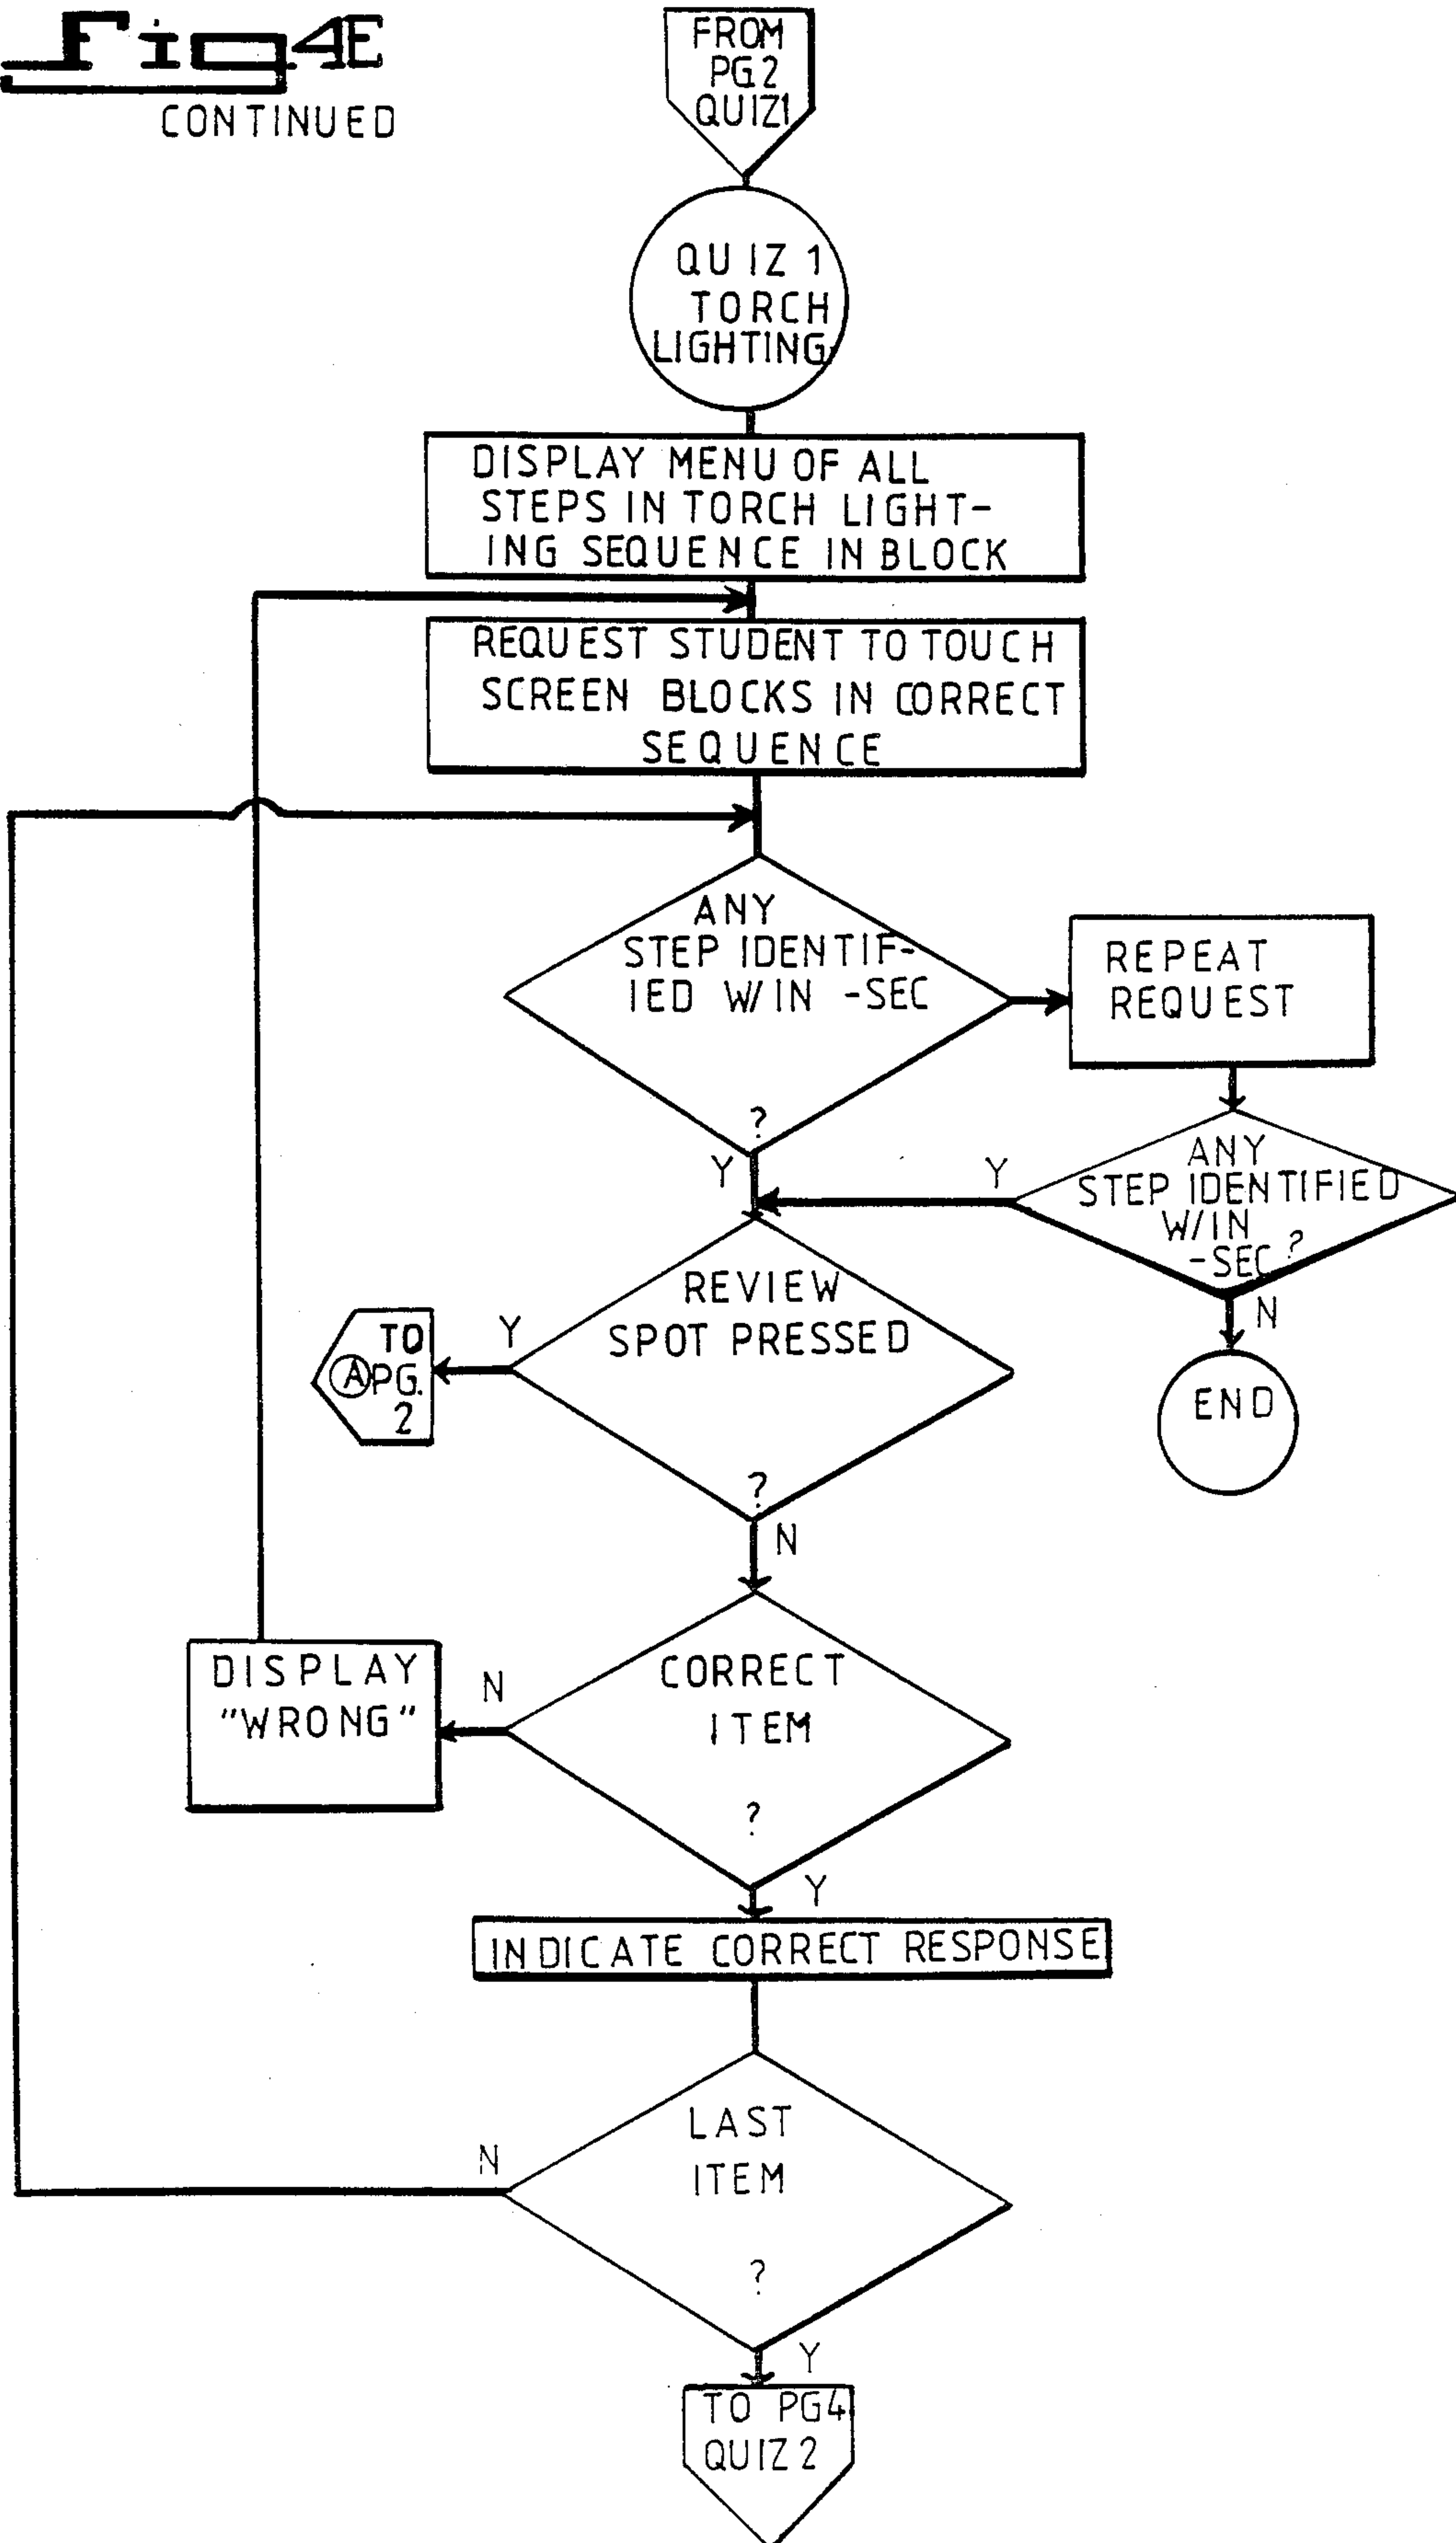 Fig 4E
CONTINUED
FROM
PG.2
QUIZ1
QUIZ 1
TORCH
LIGHTING
DISPLAY MENU OF ALL
STEPS IN TORCH LIGHT-
ING SEQUENCE IN BLOCK
REQUEST STUDENT TO TOUCH
SCREEN BLOCKS IN CORRECT
SEQUENCE
ANY
STEP IDENTIF-
IED W/IN -SEC
?
Y
REPEAT
REQUEST
ANY
STEP IDENTIFIED
W/IN
-SEC ?
Y
N
END
REVIEW
SPOT PRESSED
?
Y
N
TO
A PG.
2
CORRECT
ITEM
?
N
Y
DISPLAY
"WRONG"
INDICATE CORRECT RESPONSE
LAST
ITEM
?
N
Y
TO PG4
QUIZ 2